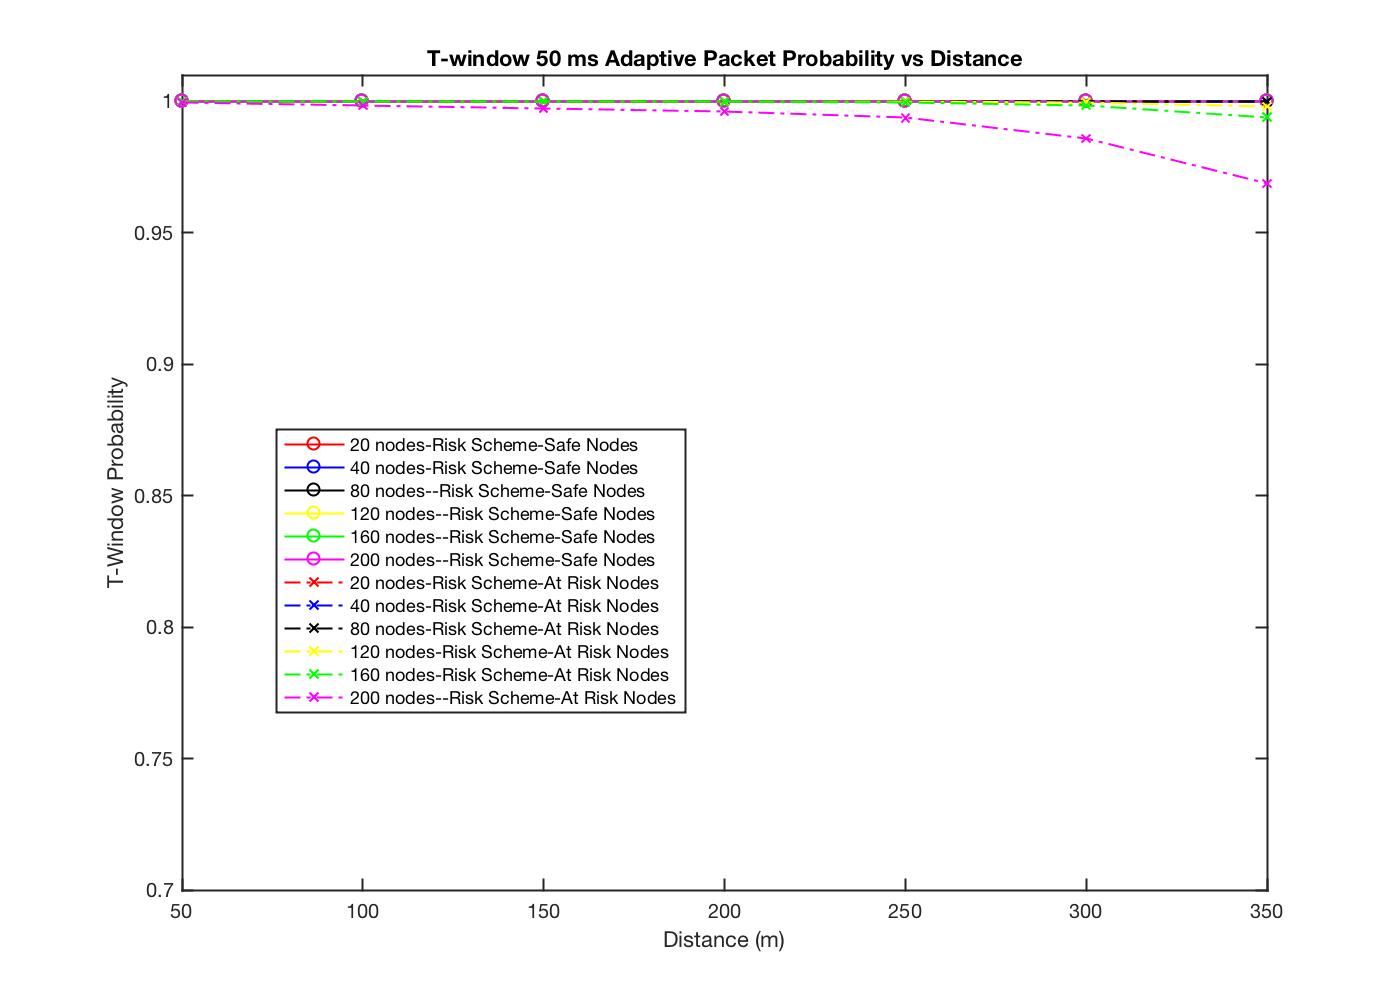 T-window 50 ms Adaptive Packet Probability vs Distance
1
0.95
0.9
0.85
0.8
0.75
0.7
T-Window Probability
20 nodes-Risk Scheme-Safe Nodes
40 nodes-Risk Scheme-Safe Nodes
80 nodes--Risk Scheme-Safe Nodes
120 nodes--Risk Scheme-Safe Nodes
160 nodes--Risk Scheme-Safe Nodes
200 nodes--Risk Scheme-Safe Nodes
20 nodes-Risk Scheme-At Risk Nodes
40 nodes-Risk Scheme-At Risk Nodes
80 nodes-Risk Scheme-At Risk Nodes
120 nodes-Risk Scheme-At Risk Nodes
160 nodes-Risk Scheme-At Risk Nodes
200 nodes--Risk Scheme-At Risk Nodes
50 100 150 200 250 300 350
Distance (m)